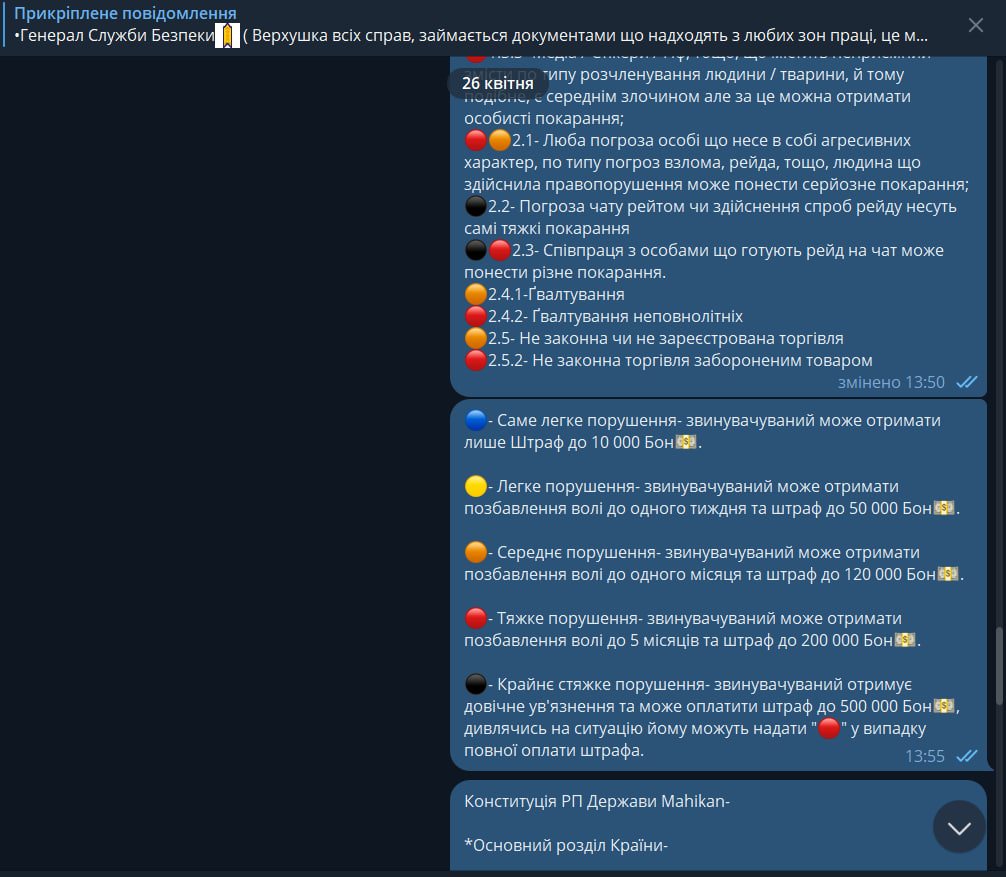 Прикріплене повідомлення
•Генерал Служби Безпеки ( Верхушка всіх справ, займається документами що надходять з любих зон праці, це м...
26 квітня
по типу розчленування людини / тварини, й тому
подібне, є середнім злочином але за це можна отримати
особисті покарання;
🔴🟠2.1- Люба погроза особі що несе в собі агресивних
характер, по типу погроз взлома, рейда, тощо, людина що
здійснила правопорушення може понести серйозне покарання;
⚫2.2- Погроза чату рейтом чи здійснення спроб рейду несуть
самі тяжкі покарання
⚫🔴2.3- Співпраця з особами що готують рейд на чат може
понести різне покарання.
🟠2.4.1-Ґвалтування
🔴2.4.2- Ґвалтування неповнолітніх
🟠2.5- Не законна чи не зареєстрована торгівля
🔴2.5.2- Не законна торгівля забороненим товаром
змінено 13:50
🔵- Саме легке порушення- звинувачуваний може отримати
лише Штраф до 10 000 Бон💵.
🟡- Легке порушення- звинувачуваний може отримати
позбавлення волі до одного тиждня та штраф до 50 000 Бон💵.
🟠- Середнє порушення- звинувачуваний може отримати
позбавлення волі до одного місяця та штраф до 120 000 Бон💵.
🔴- Тяжке порушення- звинувачуваний може отримати
позбавлення волі до 5 місяців та штраф до 200 000 Бон💵.
⚫- Крайнє стяжке порушення- звинувачуваний отримує
довічне ув'язнення та може оплатити штраф до 500 000 Бон💵,
дивлячись на ситуацію йому можуть надати "🔴" у випадку
повної оплати штрафа.
13:55
Конституція РП Держави Mahikan-
*Основний розділ Країни-